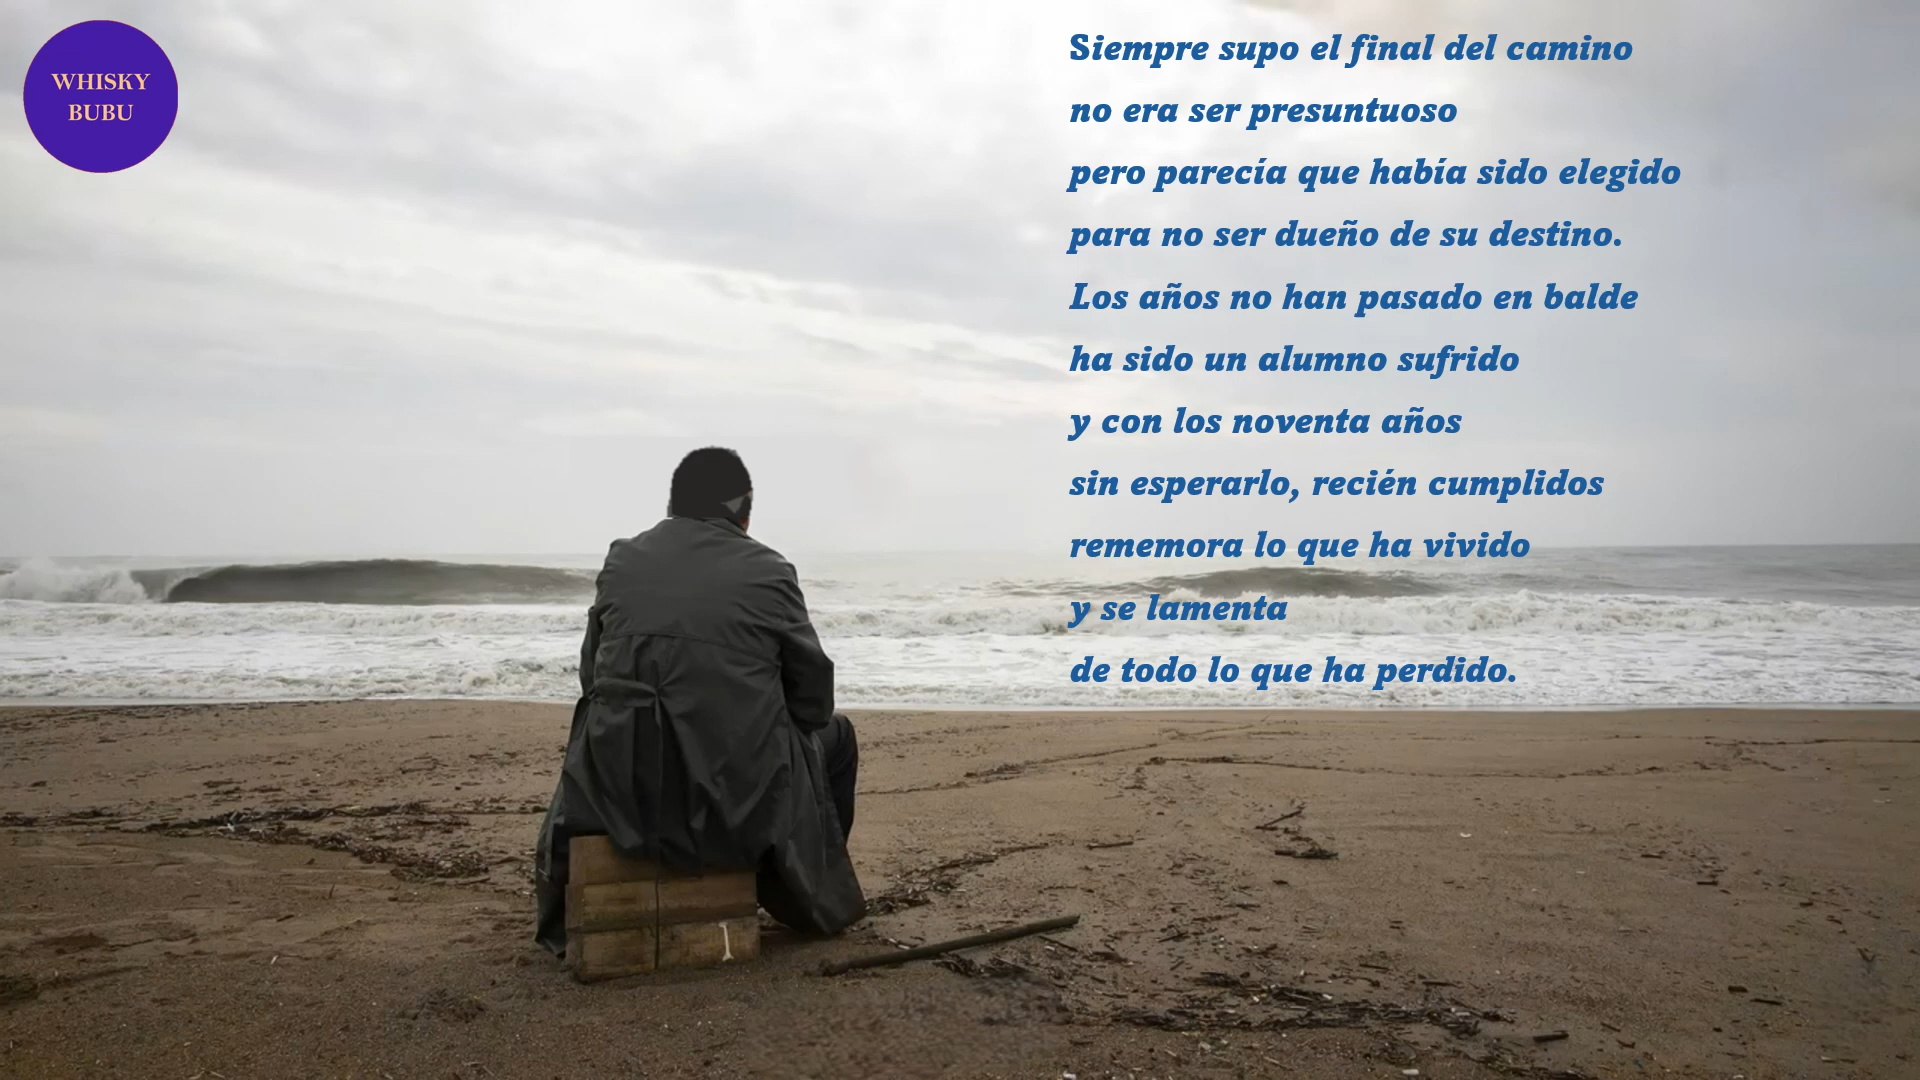 WHISKY
BUBU
Siempre supo el final del camino
no era ser presuntuoso
pero parecía que había sido elegido
para no ser dueño de su destino.
Los años no han pasado en balde
ha sido un alumno sufrido
y con los noventa años
sin esperarlo, recién cumplidos
rememora lo que ha vivido
y se lamenta
de todo lo que ha perdido.